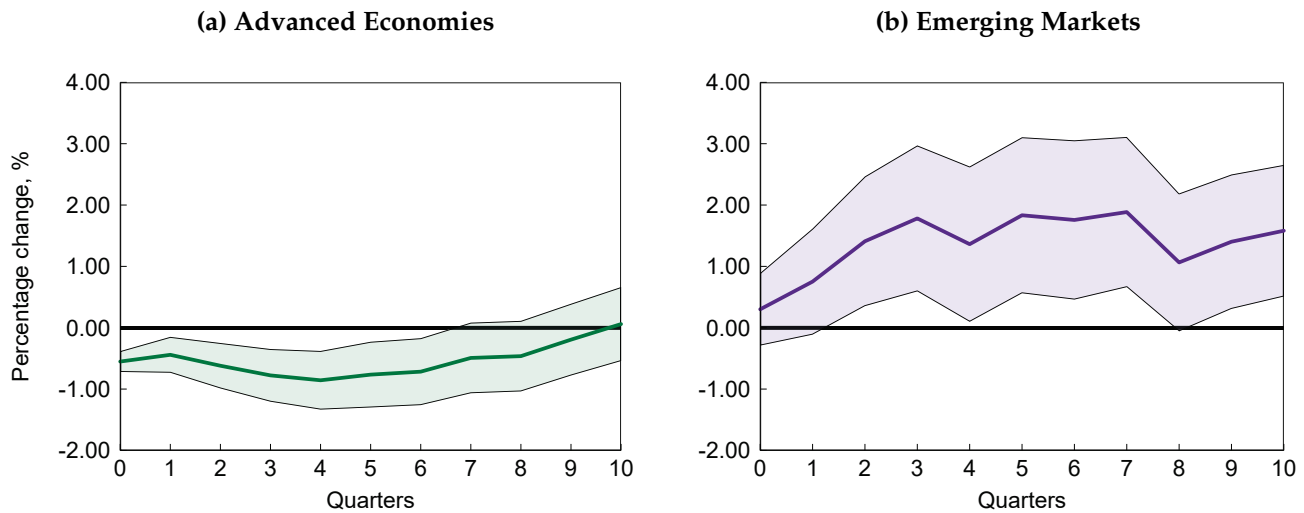 (a) Advanced Economies
4.00
3.00
2.00
1.00
0.00
-1.00
-2.00
Percentage change, %
0 1 2 3 4 5 6 7 8 9 10
Quarters
(b) Emerging Markets
4.00
3.00
2.00
1.00
0.00
-1.00
-2.00
0 1 2 3 4 5 6 7 8 9 10
Quarters